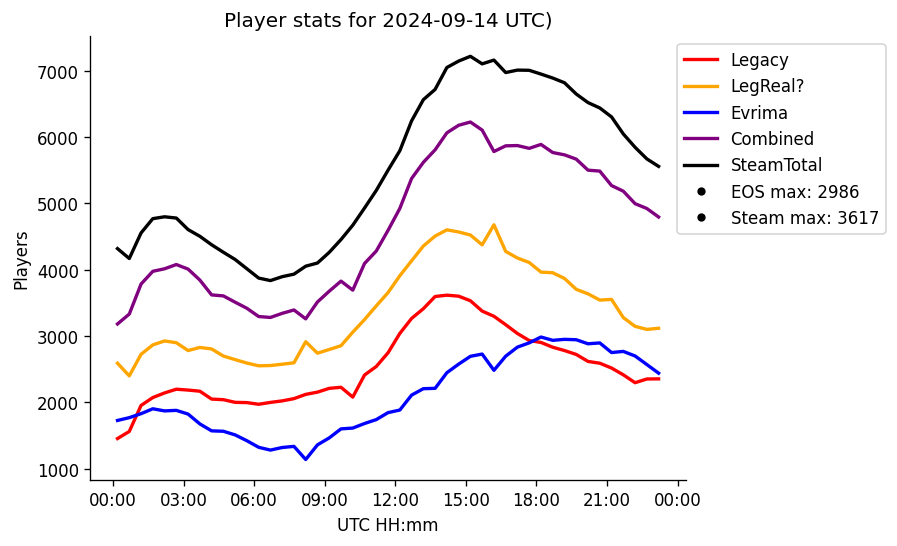 Player stats for 2024-09-14 UTC)
Players
7000
6000
5000
4000
3000
2000
1000
00:00 03:00 06:00 09:00 12:00 15:00 18:00 21:00 00:00
UTC HH:mm
Legacy
LegReal?
Evrima
Combined
SteamTotal
EOS max: 2986
Steam max: 3617